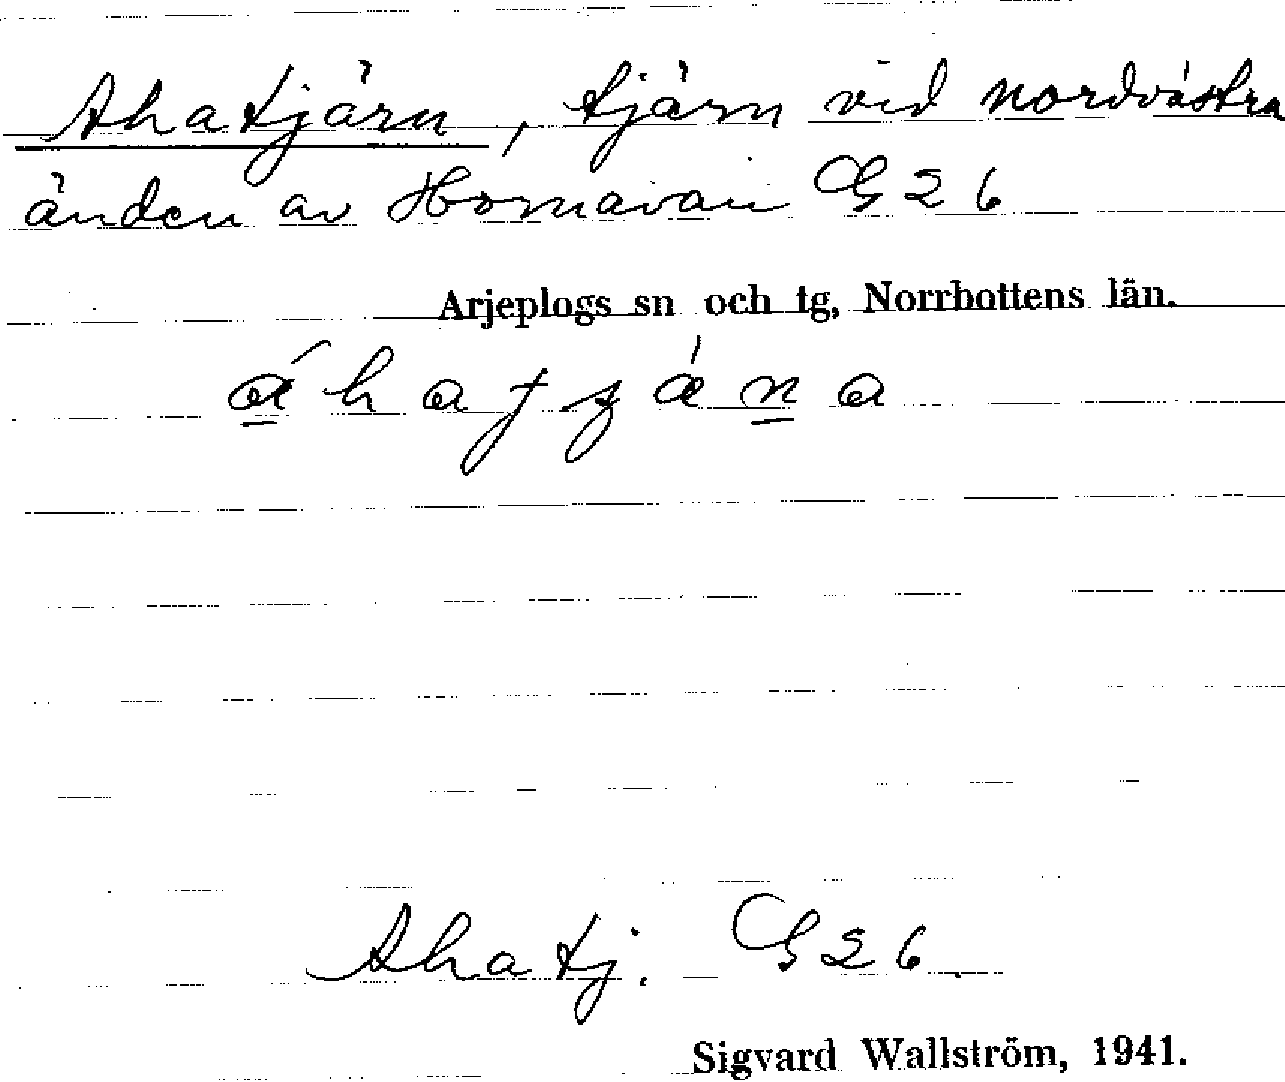 Ahatjärn, tjärn vid nordvästra
änden av Hornavan G 26
Arjeplogs sn och tg, Norrbottens län.
Ahatj. G 26
Sigvard Wallström, 1941.